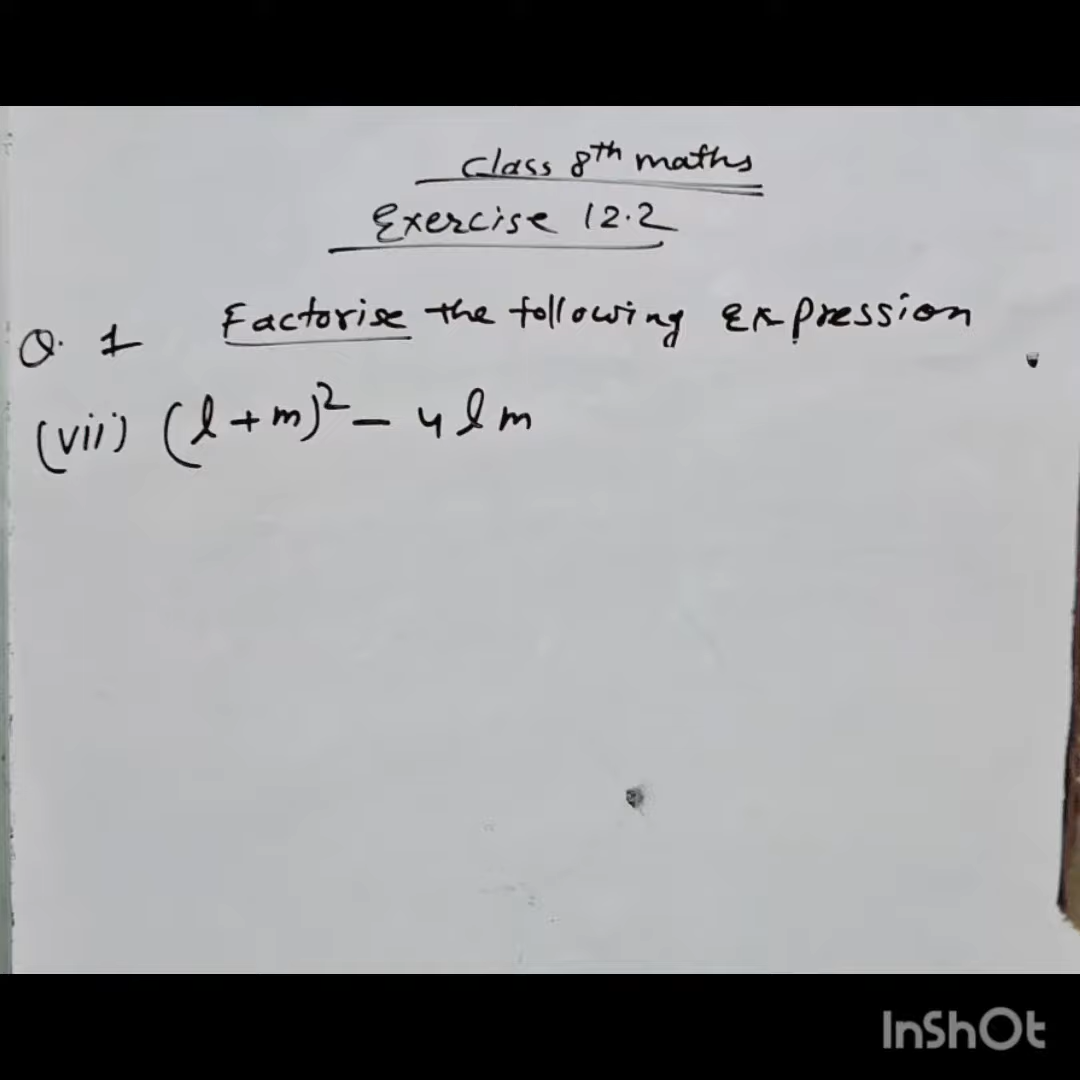 Class 8th maths
Exercise 12.2
Q. 1 Factorise the following Expression
(vii) (l+m)² - 4lm
InShOt